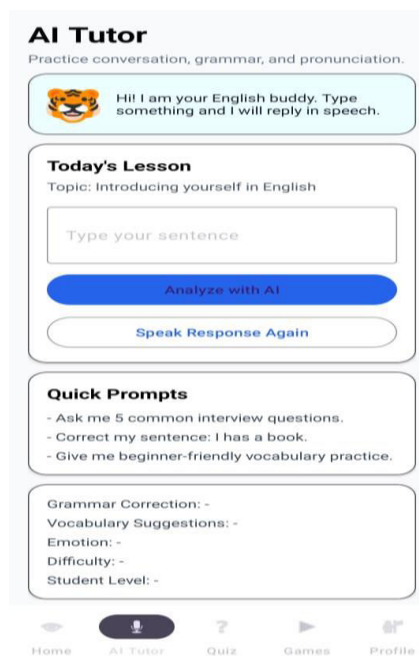 AI Tutor
Practice conversation, grammar, and pronunciation.
Hi! I am your English buddy. Type
something and I will reply in speech.
Today's Lesson
Topic: Introducing yourself in English
Type your sentence
Analyze with AI
Speak Response Again
Quick Prompts
- Ask me 5 common interview questions.
- Correct my sentence: I has a book.
- Give me beginner-friendly vocabulary practice.
Grammar Correction: -
Vocabulary Suggestions: -
Emotion: -
Difficulty: -
Student Level: -
Home AI Tutor Quiz Games Profile